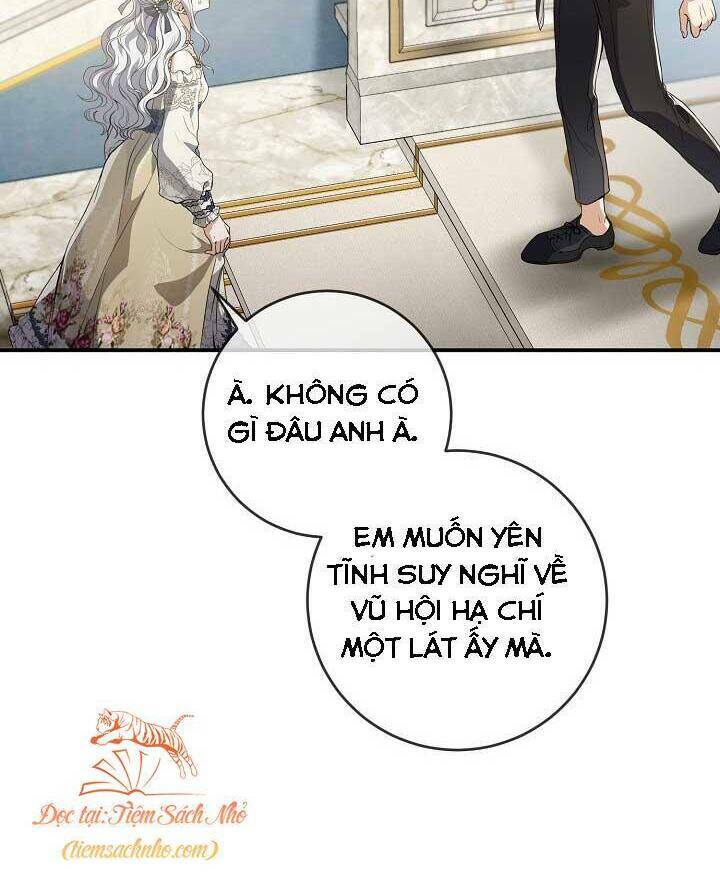 À. KHÔNG CÓ
GÌ ĐÂU ANH À.
EM MUỐN YÊN
TĨNH SUY NGHĨ VỀ
VŨ HỘI HẠ CHÍ
MỘT LÁT ẤY MÀ.
Đọc tại: Tiệm Sách Nhỏ
(tiemsachnho.com)